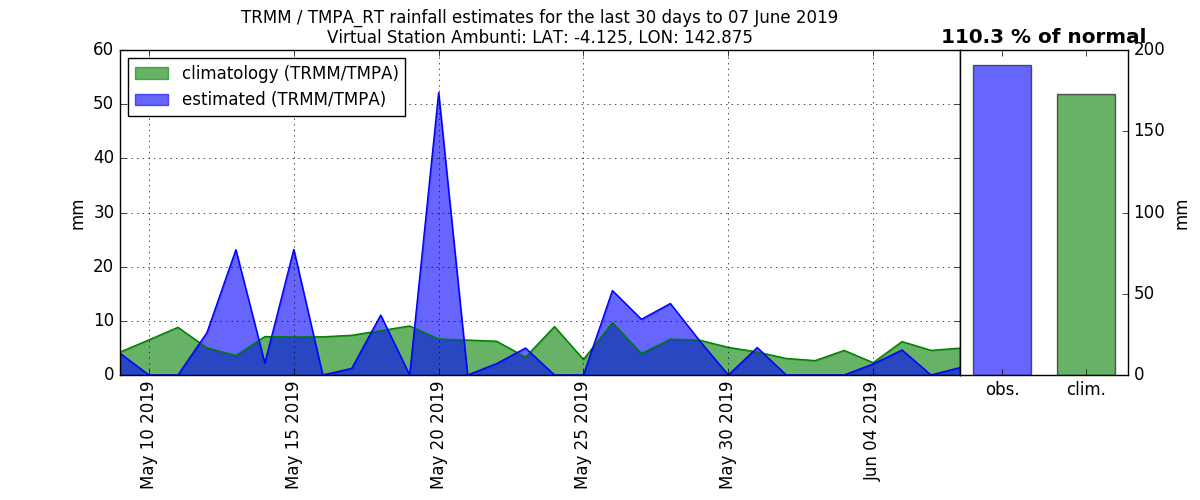 TRMM / TMPA_RT rainfall estimates for the last 30 days to 07 June 2019
Virtual Station Ambunti: LAT: -4.125, LON: 142.875
110.3 % of normal
climatology (TRMM/TMPA)
estimated (TRMM/TMPA)
60
50
40
30
20
10
0
mm
May 10 2019
May 15 2019
May 20 2019
May 25 2019
May 30 2019
Jun 04 2019
obs.
clim.
200
150
100
50
0
mm